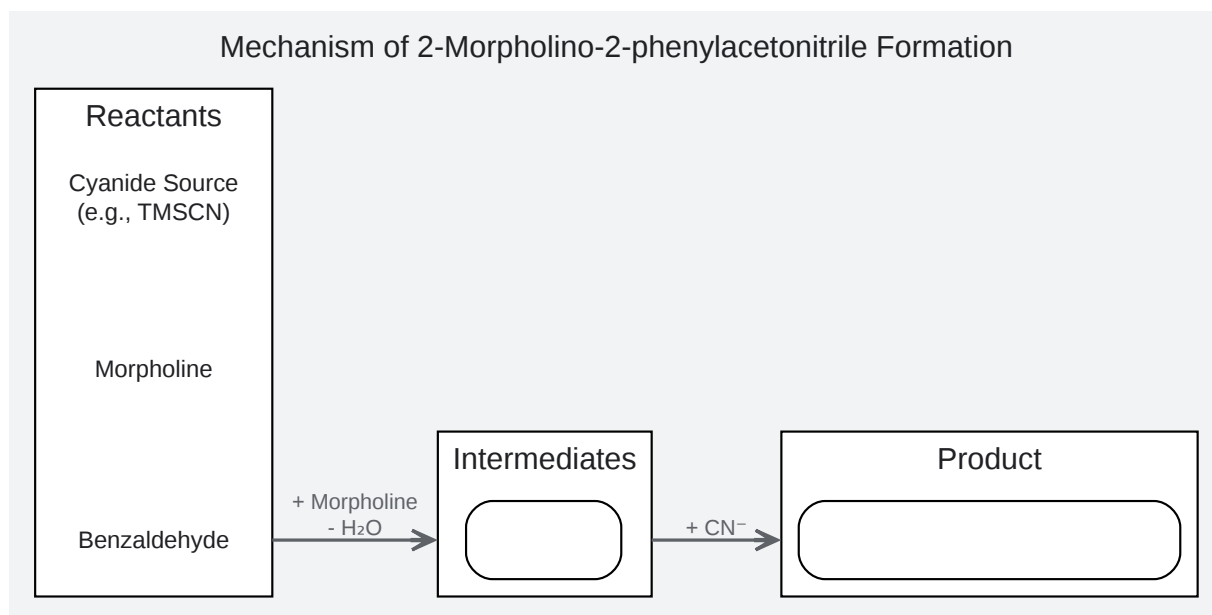 Mechanism of 2-Morpholino-2-phenylacetonitrile Formation
Reactants
Cyanide Source
(e.g., TMSCN)
Morpholine
Benzaldehyde
+ Morpholine
- H₂O
Intermediates
+ CN⁻
Product